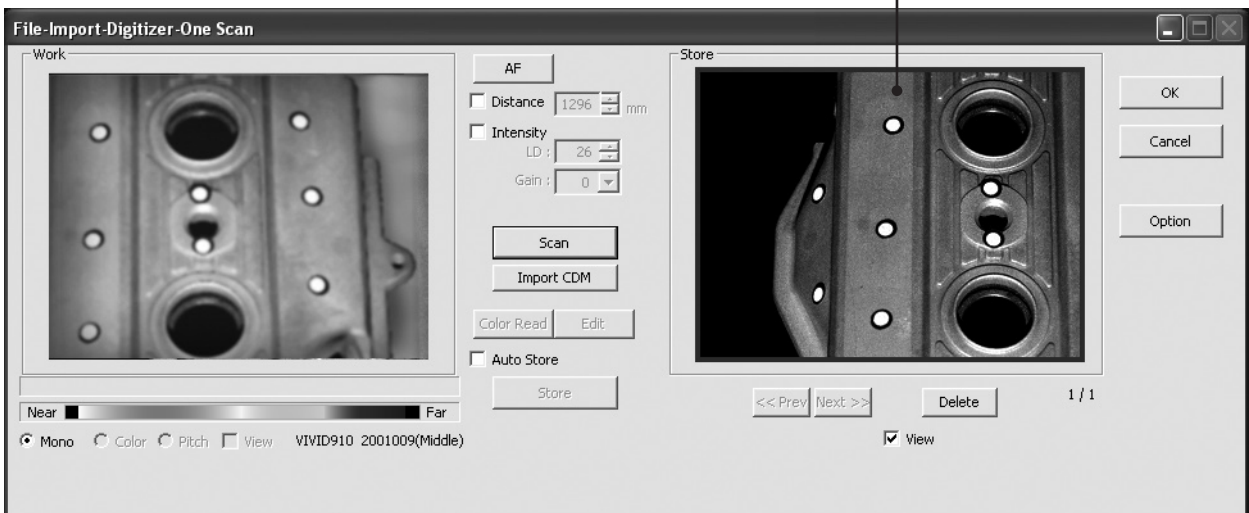 File-Import-Digitizer-One Scan
Work
AF
Distance 1296 mm
Intensity
LD : 26
Gain : 0
Scan
Import CDM
Color Read Edit
Auto Store
Store
Near Far
Mono Color Pitch View VIVID910 2001009(Middle)
Store
<< Prev Next >> Delete 1 / 1
View
OK
Cancel
Option